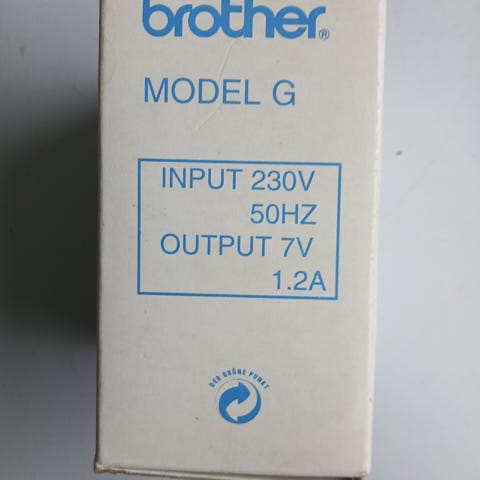 brother®
MODEL G
INPUT 230V
50HZ
OUTPUT 7V
1.2A
DER GRÜNE PUNKT